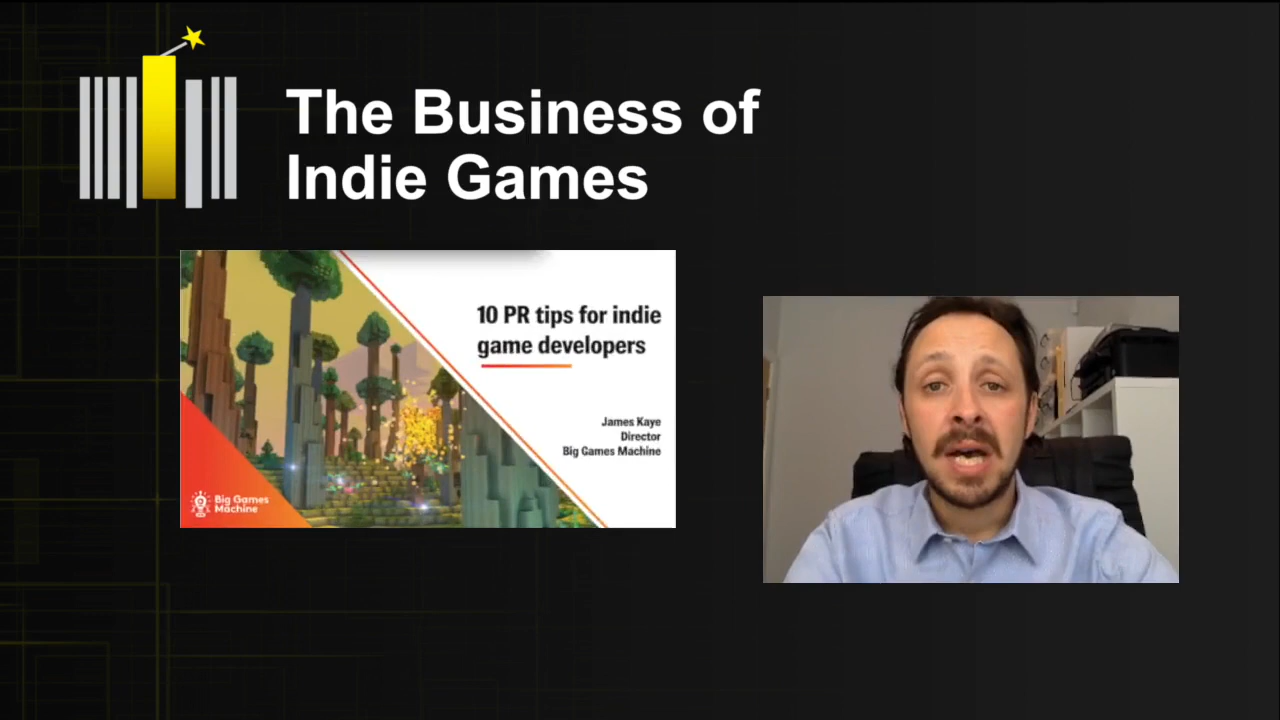 The Business of
Indie Games
10 PR tips for indie
game developers
James Kaye
Director
Big Games Machine
Big Games
Machine